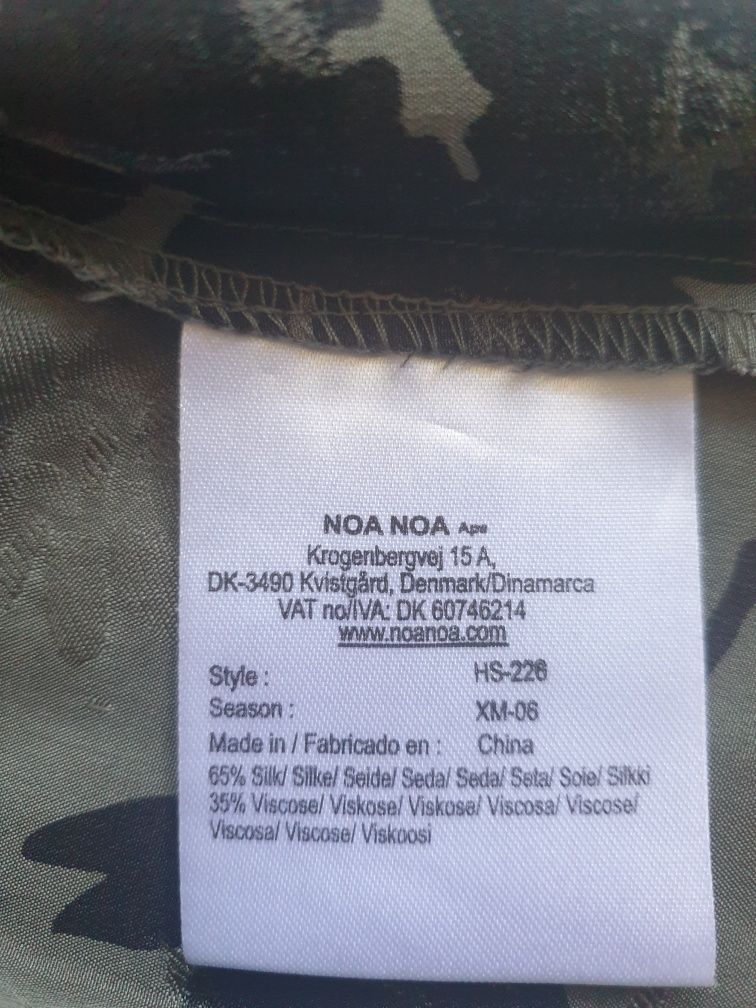 NOA NOA Aps
Krogenbergvej 15 A,
DK-3490 Kvistgård, Denmark/Dinamarca
VAT no/IVA: DK 60746214
www.noanoa.com
Style : HS-226
Season : XM-06
Made in / Fabricado en : China
65% Silk/ Silke/ Seide/ Seda/ Seda/ Seta/ Soie/ Silkki
35% Viscose/ Viskose/ Viskose/ Viscosa/ Viscose/
Viscosa/ Viscose/ Viskoosi